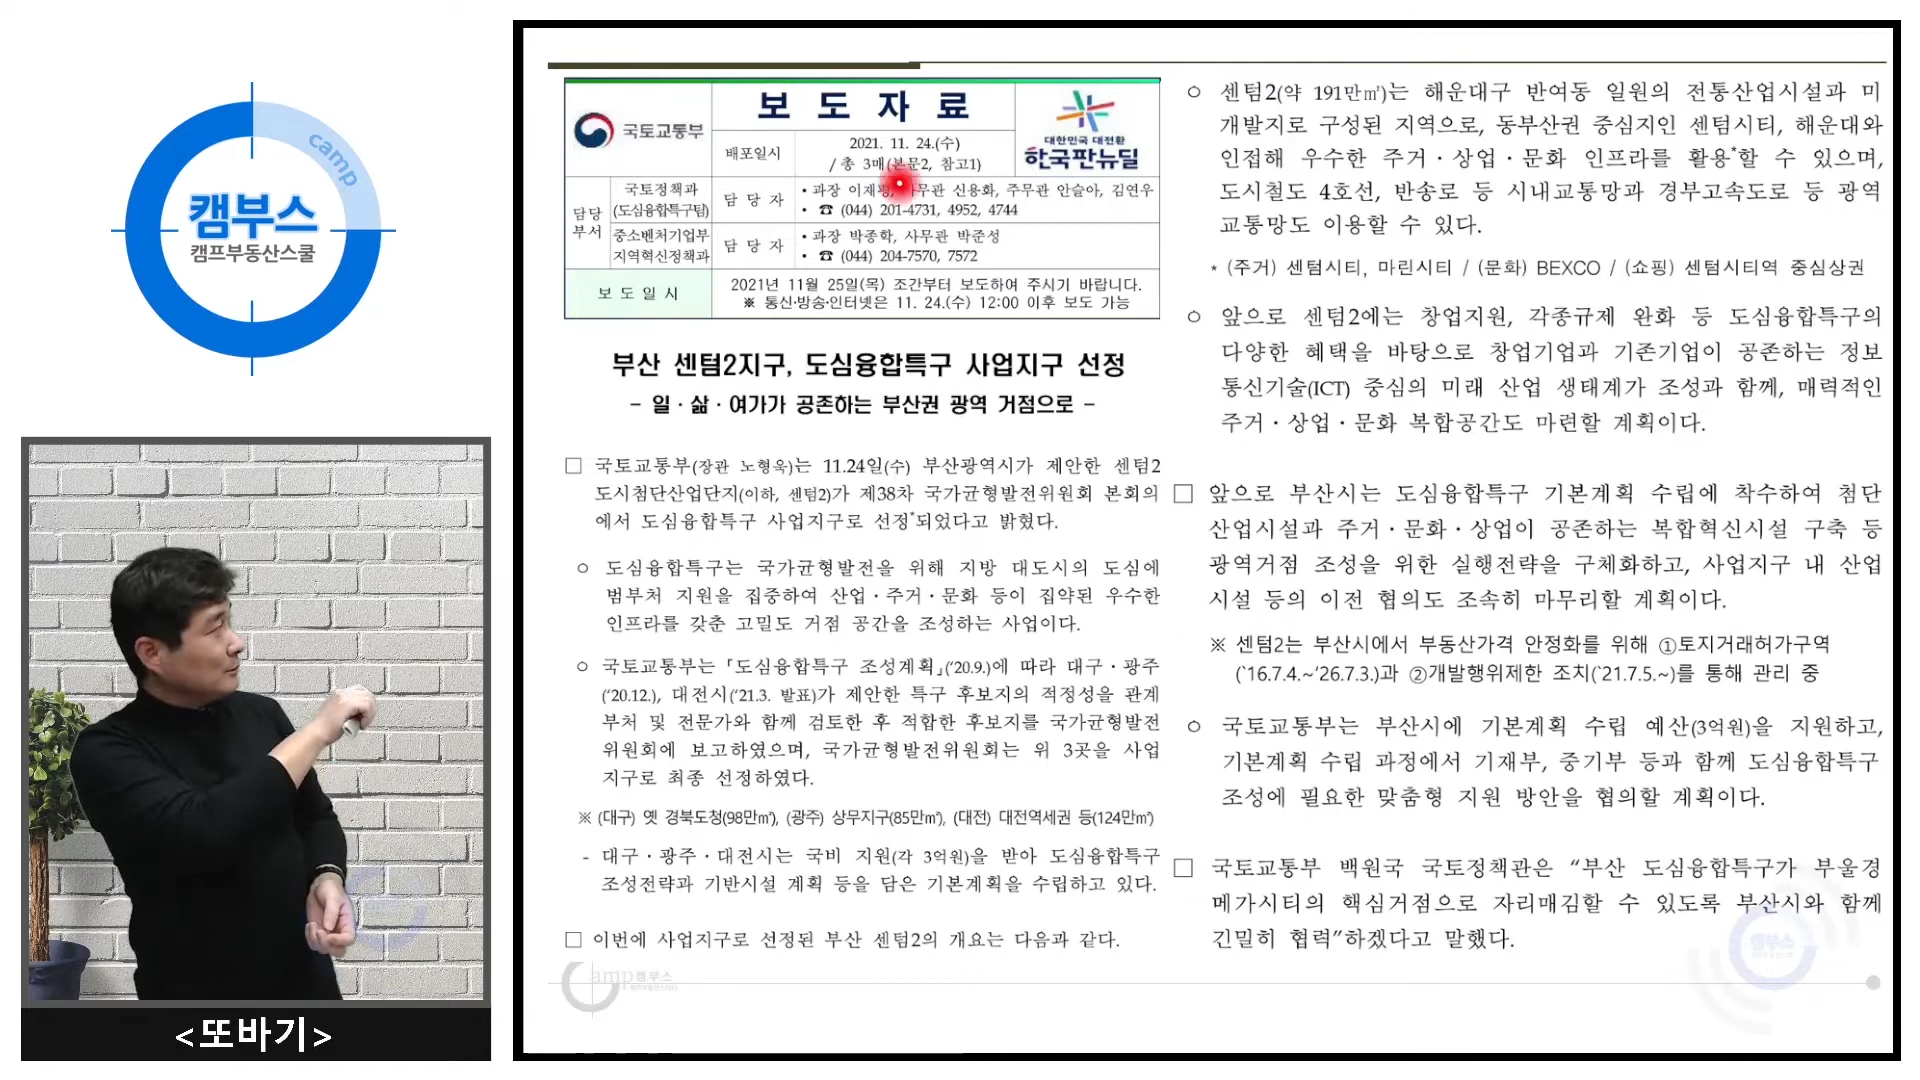 camp
캠부스
캠프부동산스쿨
<또바기>
국토교통부
보 도 자 료
대한민국 대전환
한국판뉴딜
배포일시
2021. 11. 24.(수)
/ 총 3매(본문2, 참고1)
담당
부서
국토정책과
(도심융합특구팀)
담 당 자
• 과장 이재평, 사무관 신용화, 주무관 안슬아, 김연우
• ☎ (044) 201-4731, 4952, 4744
중소벤처기업부
지역혁신정책과
담 당 자
• 과장 박종학, 사무관 박준성
• ☎ (044) 204-7570, 7572
보 도 일 시
2021년 11월 25일(목) 조간부터 보도하여 주시기 바랍니다.
※ 통신·방송·인터넷은 11. 24.(수) 12:00 이후 보도 가능
부산 센텀2지구, 도심융합특구 사업지구 선정
- 일·삶·여가가 공존하는 부산권 광역 거점으로 -
□ 국토교통부(장관 노형욱)는 11.24일(수) 부산광역시가 제안한 센텀2
도시첨단산업단지(이하, 센텀2)가 제38차 국가균형발전위원회 본회의
에서 도심융합특구 사업지구로 선정*되었다고 밝혔다.
○ 도심융합특구는 국가균형발전을 위해 지방 대도시의 도심에
범부처 지원을 집중하여 산업·주거·문화 등이 집약된 우수한
인프라를 갖춘 고밀도 거점 공간을 조성하는 사업이다.
○ 국토교통부는 「도심융합특구 조성계획」('20.9.)에 따라 대구·광주
('20.12.), 대전시('21.3. 발표)가 제안한 특구 후보지의 적정성을 관계
부처 및 전문가와 함께 검토한 후 적합한 후보지를 국가균형발전
위원회에 보고하였으며, 국가균형발전위원회는 위 3곳을 사업
지구로 최종 선정하였다.
※ (대구) 옛 경북도청(98만㎡), (광주) 상무지구(85만㎡), (대전) 대전역세권 등(124만㎡)
- 대구·광주·대전시는 국비 지원(각 3억원)을 받아 도심융합특구
조성전략과 기반시설 계획 등을 담은 기본계획을 수립하고 있다.
□ 이번에 사업지구로 선정된 부산 센텀2의 개요는 다음과 같다.
○ 센텀2(약 191만㎡)는 해운대구 반여동 일원의 전통산업시설과 미
개발지로 구성된 지역으로, 동부산권 중심지인 센텀시티, 해운대와
인접해 우수한 주거·상업·문화 인프라를 활용*할 수 있으며,
도시철도 4호선, 반송로 등 시내교통망과 경부고속도로 등 광역
교통망도 이용할 수 있다.
* (주거) 센텀시티, 마린시티 / (문화) BEXCO / (쇼핑) 센텀시티역 중심상권
○ 앞으로 센텀2에는 창업지원, 각종규제 완화 등 도심융합특구의
다양한 혜택을 바탕으로 창업기업과 기존기업이 공존하는 정보
통신기술(ICT) 중심의 미래 산업 생태계가 조성과 함께, 매력적인
주거·상업·문화 복합공간도 마련할 계획이다.
□ 앞으로 부산시는 도심융합특구 기본계획 수립에 착수하여 첨단
산업시설과 주거·문화·상업이 공존하는 복합혁신시설 구축 등
광역거점 조성을 위한 실행전략을 구체화하고, 사업지구 내 산업
시설 등의 이전 협의도 조속히 마무리할 계획이다.
※ 센텀2는 부산시에서 부동산가격 안정화를 위해 ①토지거래허가구역
(`16.7.4.~'26.7.3.)과 ②개발행위제한 조치(`21.7.5.~)를 통해 관리 중
○ 국토교통부는 부산시에 기본계획 수립 예산(3억원)을 지원하고,
기본계획 수립 과정에서 기재부, 중기부 등과 함께 도심융합특구
조성에 필요한 맞춤형 지원 방안을 협의할 계획이다.
□ 국토교통부 백원국 국토정책관은 “부산 도심융합특구가 부울경
메가시티의 핵심거점으로 자리매김할 수 있도록 부산시와 함께
긴밀히 협력”하겠다고 말했다.
amp캠부스
캠부스